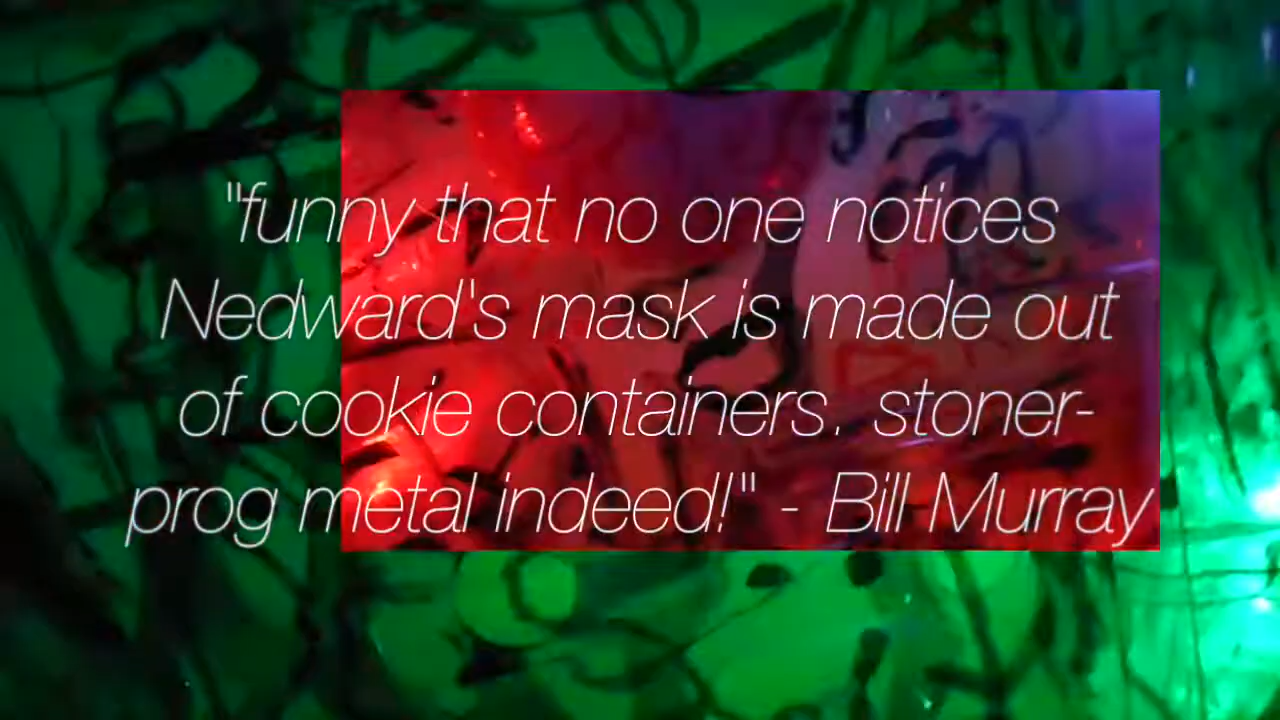 "funny that no one notices
Nedward's mask is made out
of cookie containers. stoner-
prog metal indeed!" - Bill Murray